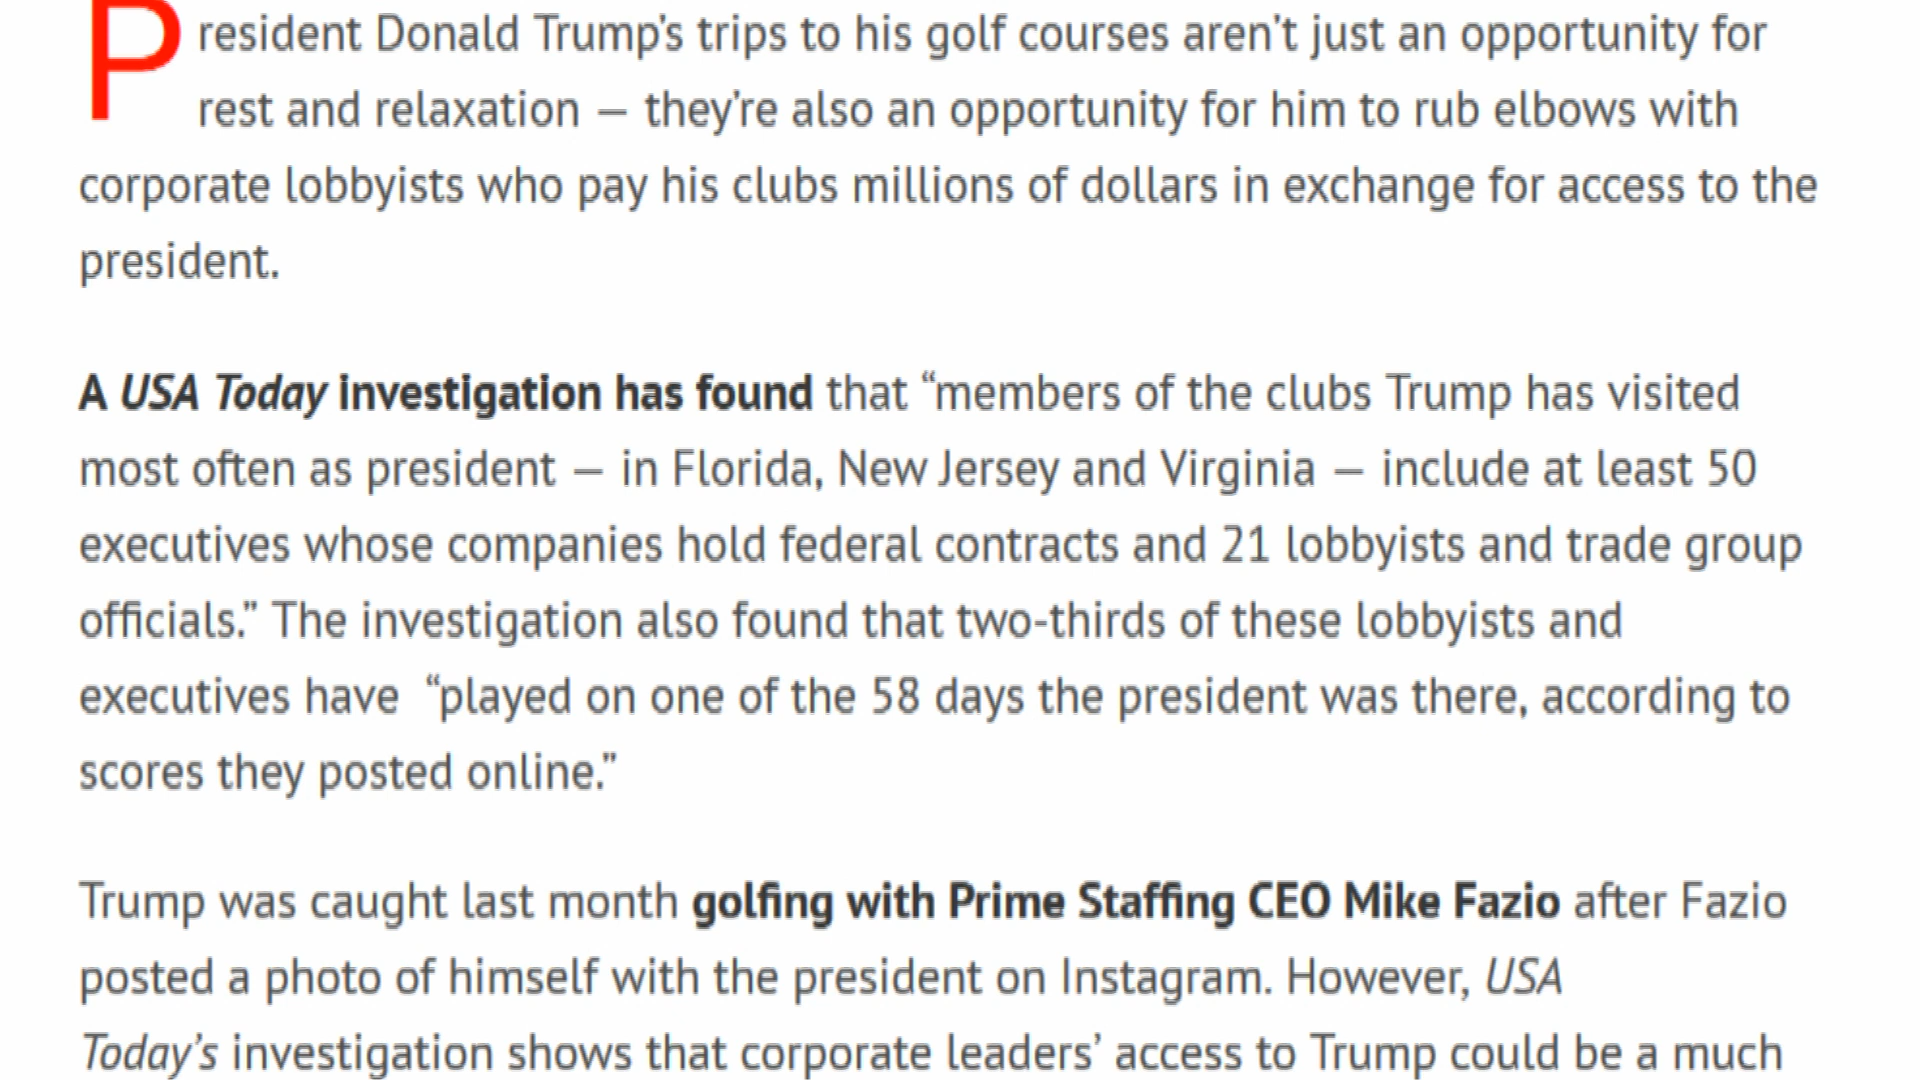 President Donald Trump’s trips to his golf courses aren’t just an opportunity for
rest and relaxation — they’re also an opportunity for him to rub elbows with
corporate lobbyists who pay his clubs millions of dollars in exchange for access to the
president.
A USA Today investigation has found that “members of the clubs Trump has visited
most often as president — in Florida, New Jersey and Virginia — include at least 50
executives whose companies hold federal contracts and 21 lobbyists and trade group
officials.” The investigation also found that two-thirds of these lobbyists and
executives have “played on one of the 58 days the president was there, according to
scores they posted online.”
Trump was caught last month golfing with Prime Staffing CEO Mike Fazio after Fazio
posted a photo of himself with the president on Instagram. However, USA
Today’s investigation shows that corporate leaders’ access to Trump could be a much